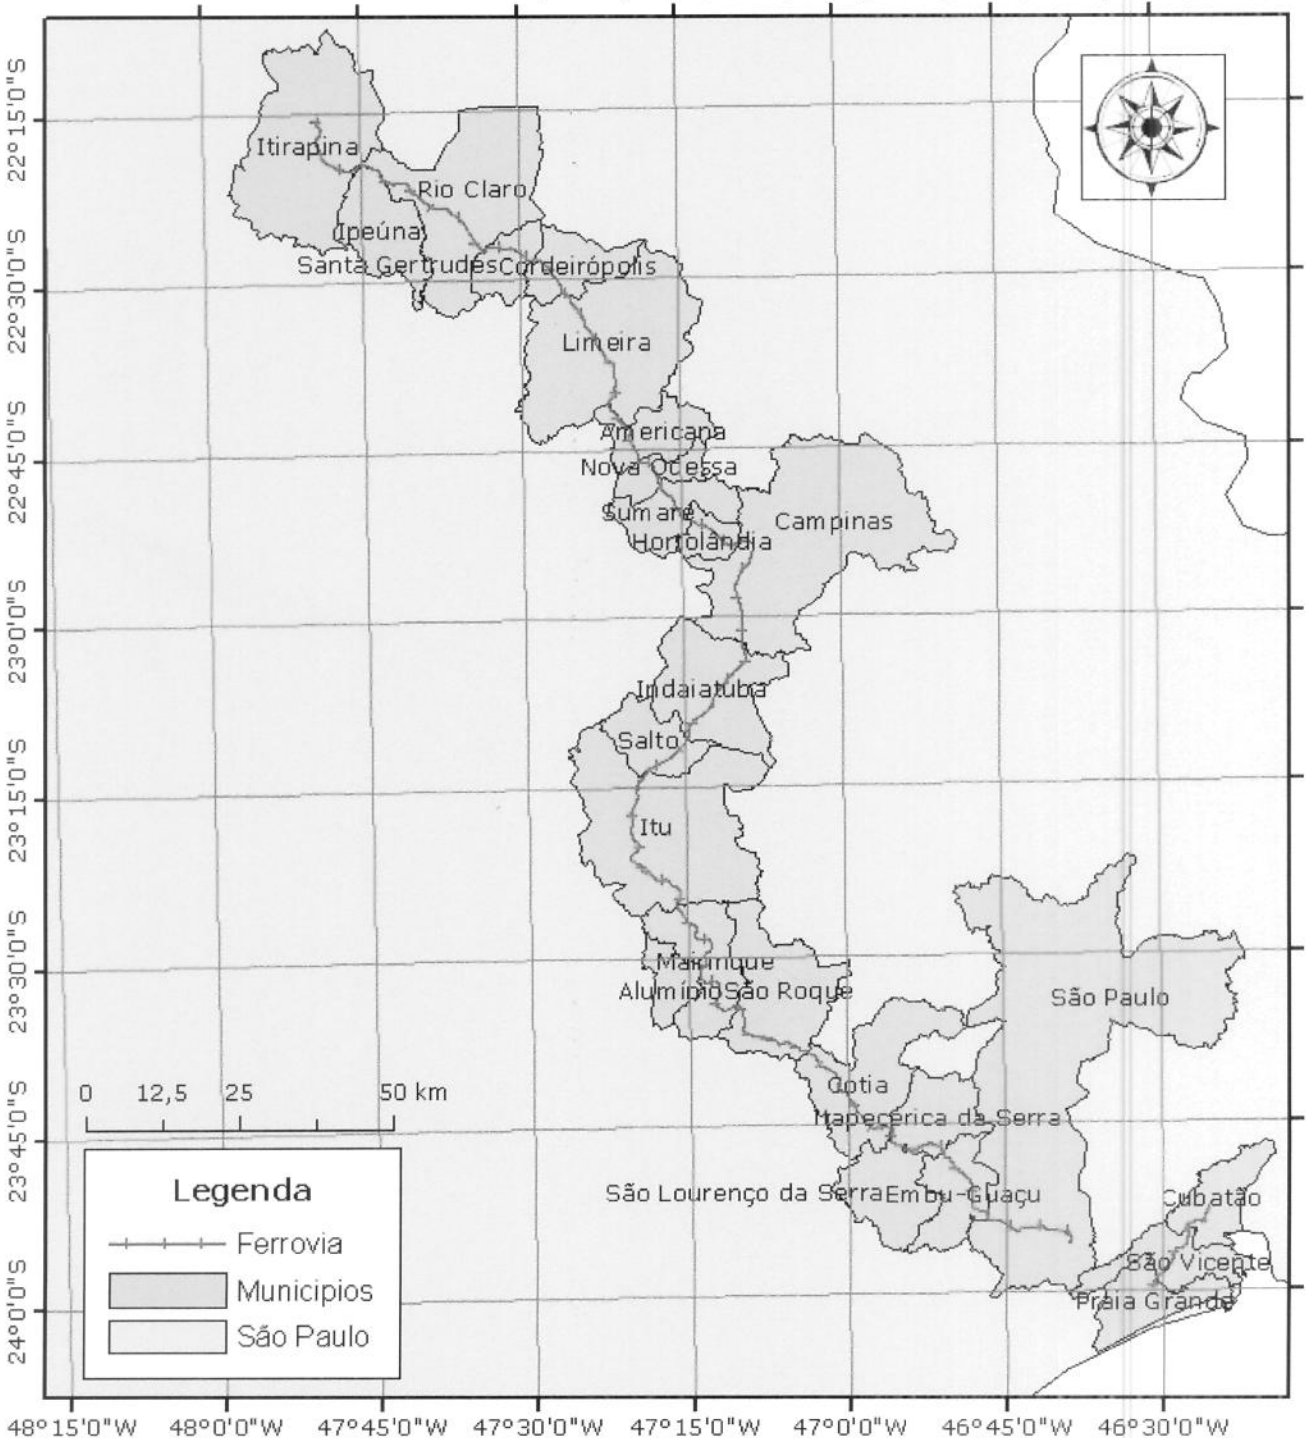 22°15'0"S
22°30'0"S
22°45'0"S
23°0'0"S
23°15'0"S
23°30'0"S
23°45'0"S
24°0'0"S
Itirapina
Rio Claro
Ipeúna
Santa Gertrudes Cordeirópolis
Limeira
Americana
Nova Odessa
Sumaré
Campinas
Hortolândia
Indaiatuba
Salto
Itu
Mairinque
Alumínio São Roque
São Paulo
Cotia
Itapecerica da Serra
São Lourenço da Serra Embu-Guaçu
Cubatão
São Vicente
Praia Grande
0 12,5 25 50 km
Legenda
Ferrovia
Municipios
São Paulo
48°15'0"W 48°0'0"W 47°45'0"W 47°30'0"W 47°15'0"W 47°0'0"W 46°45'0"W 46°30'0"W